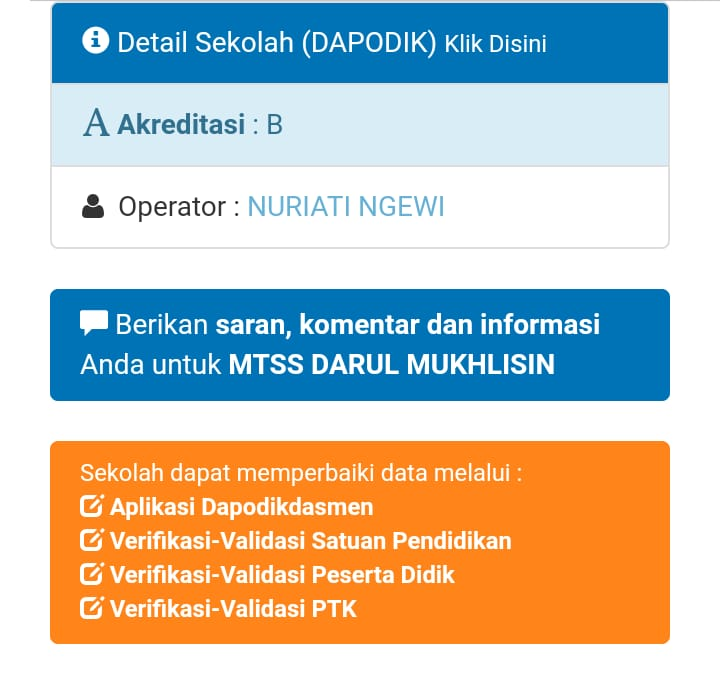 Detail Sekolah (DAPODIK) Klik Disini
A Akreditasi : B
Operator : NURIATI NGEWI
Berikan saran, komentar dan informasi
Anda untuk MTSS DARUL MUKHLISIN
Sekolah dapat memperbaiki data melalui :
Aplikasi Dapodikdasmen
Verifikasi-Validasi Satuan Pendidikan
Verifikasi-Validasi Peserta Didik
Verifikasi-Validasi PTK